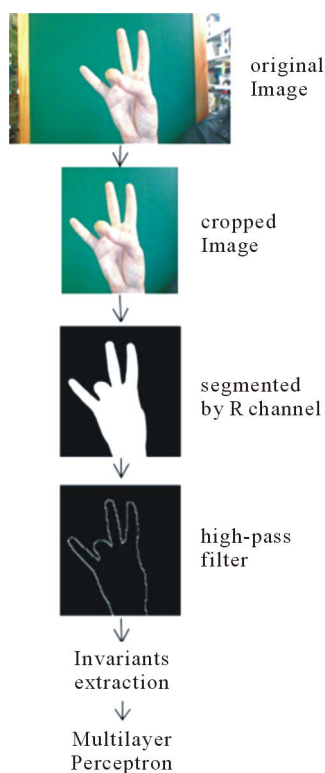 original
Image
cropped
Image
segmented
by R channel
high-pass
filter
Invariants
extraction
Multilayer
Perceptron